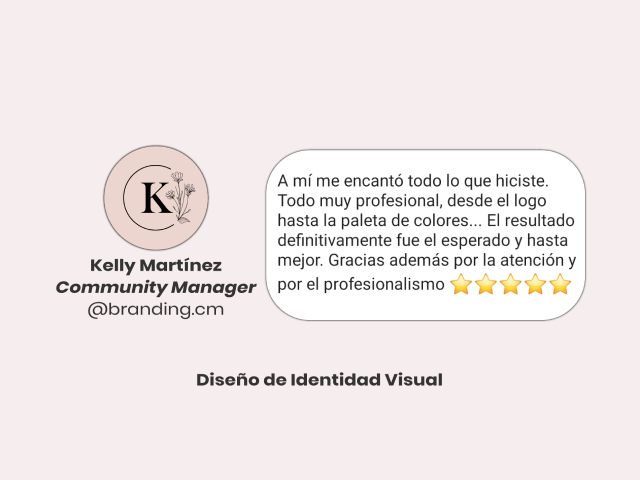 K
Kelly Martínez
Community Manager
@branding.cm
A mí me encantó todo lo que hiciste.
Todo muy profesional, desde el logo
hasta la paleta de colores... El resultado
definitivamente fue el esperado y hasta
mejor. Gracias además por la atención y
por el profesionalismo ⭐⭐⭐⭐⭐
Diseño de Identidad Visual